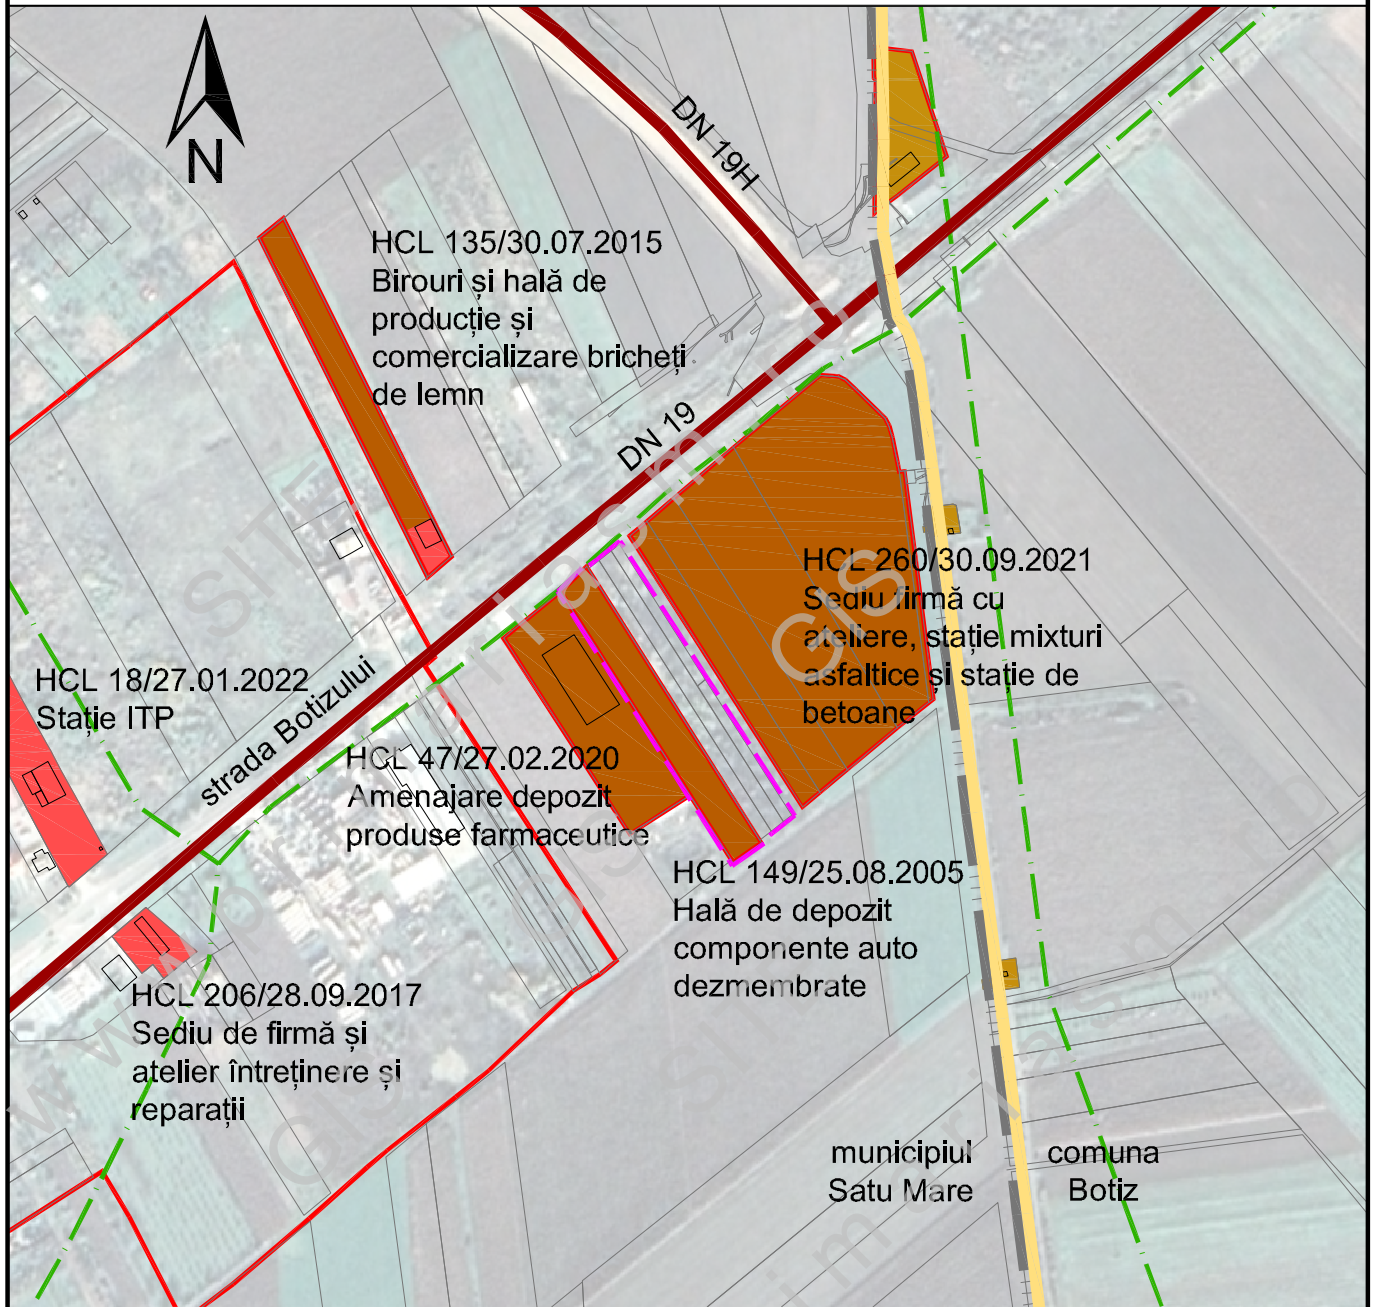 N
DN 19H
HCL 135/30.07.2015
Birouri și hală de
producție și
comercializare bricheți
de lemn
DN 19
HCL 260/30.09.2021
Sediu firmă cu
ateliere, stație mixturi
asfaltice și stație de
betoane
HCL 18/27.01.2022
Stație ITP
strada Botizului
HCL 47/27.02.2020
Amenajare depozit
produse farmaceutice
HCL 149/25.08.2005
Hală de depozit
componente auto
dezmembrate
HCL 206/28.09.2017
Sediu de firmă și
atelier întreținere și
reparații
municipiul
Satu Mare
comuna
Botiz